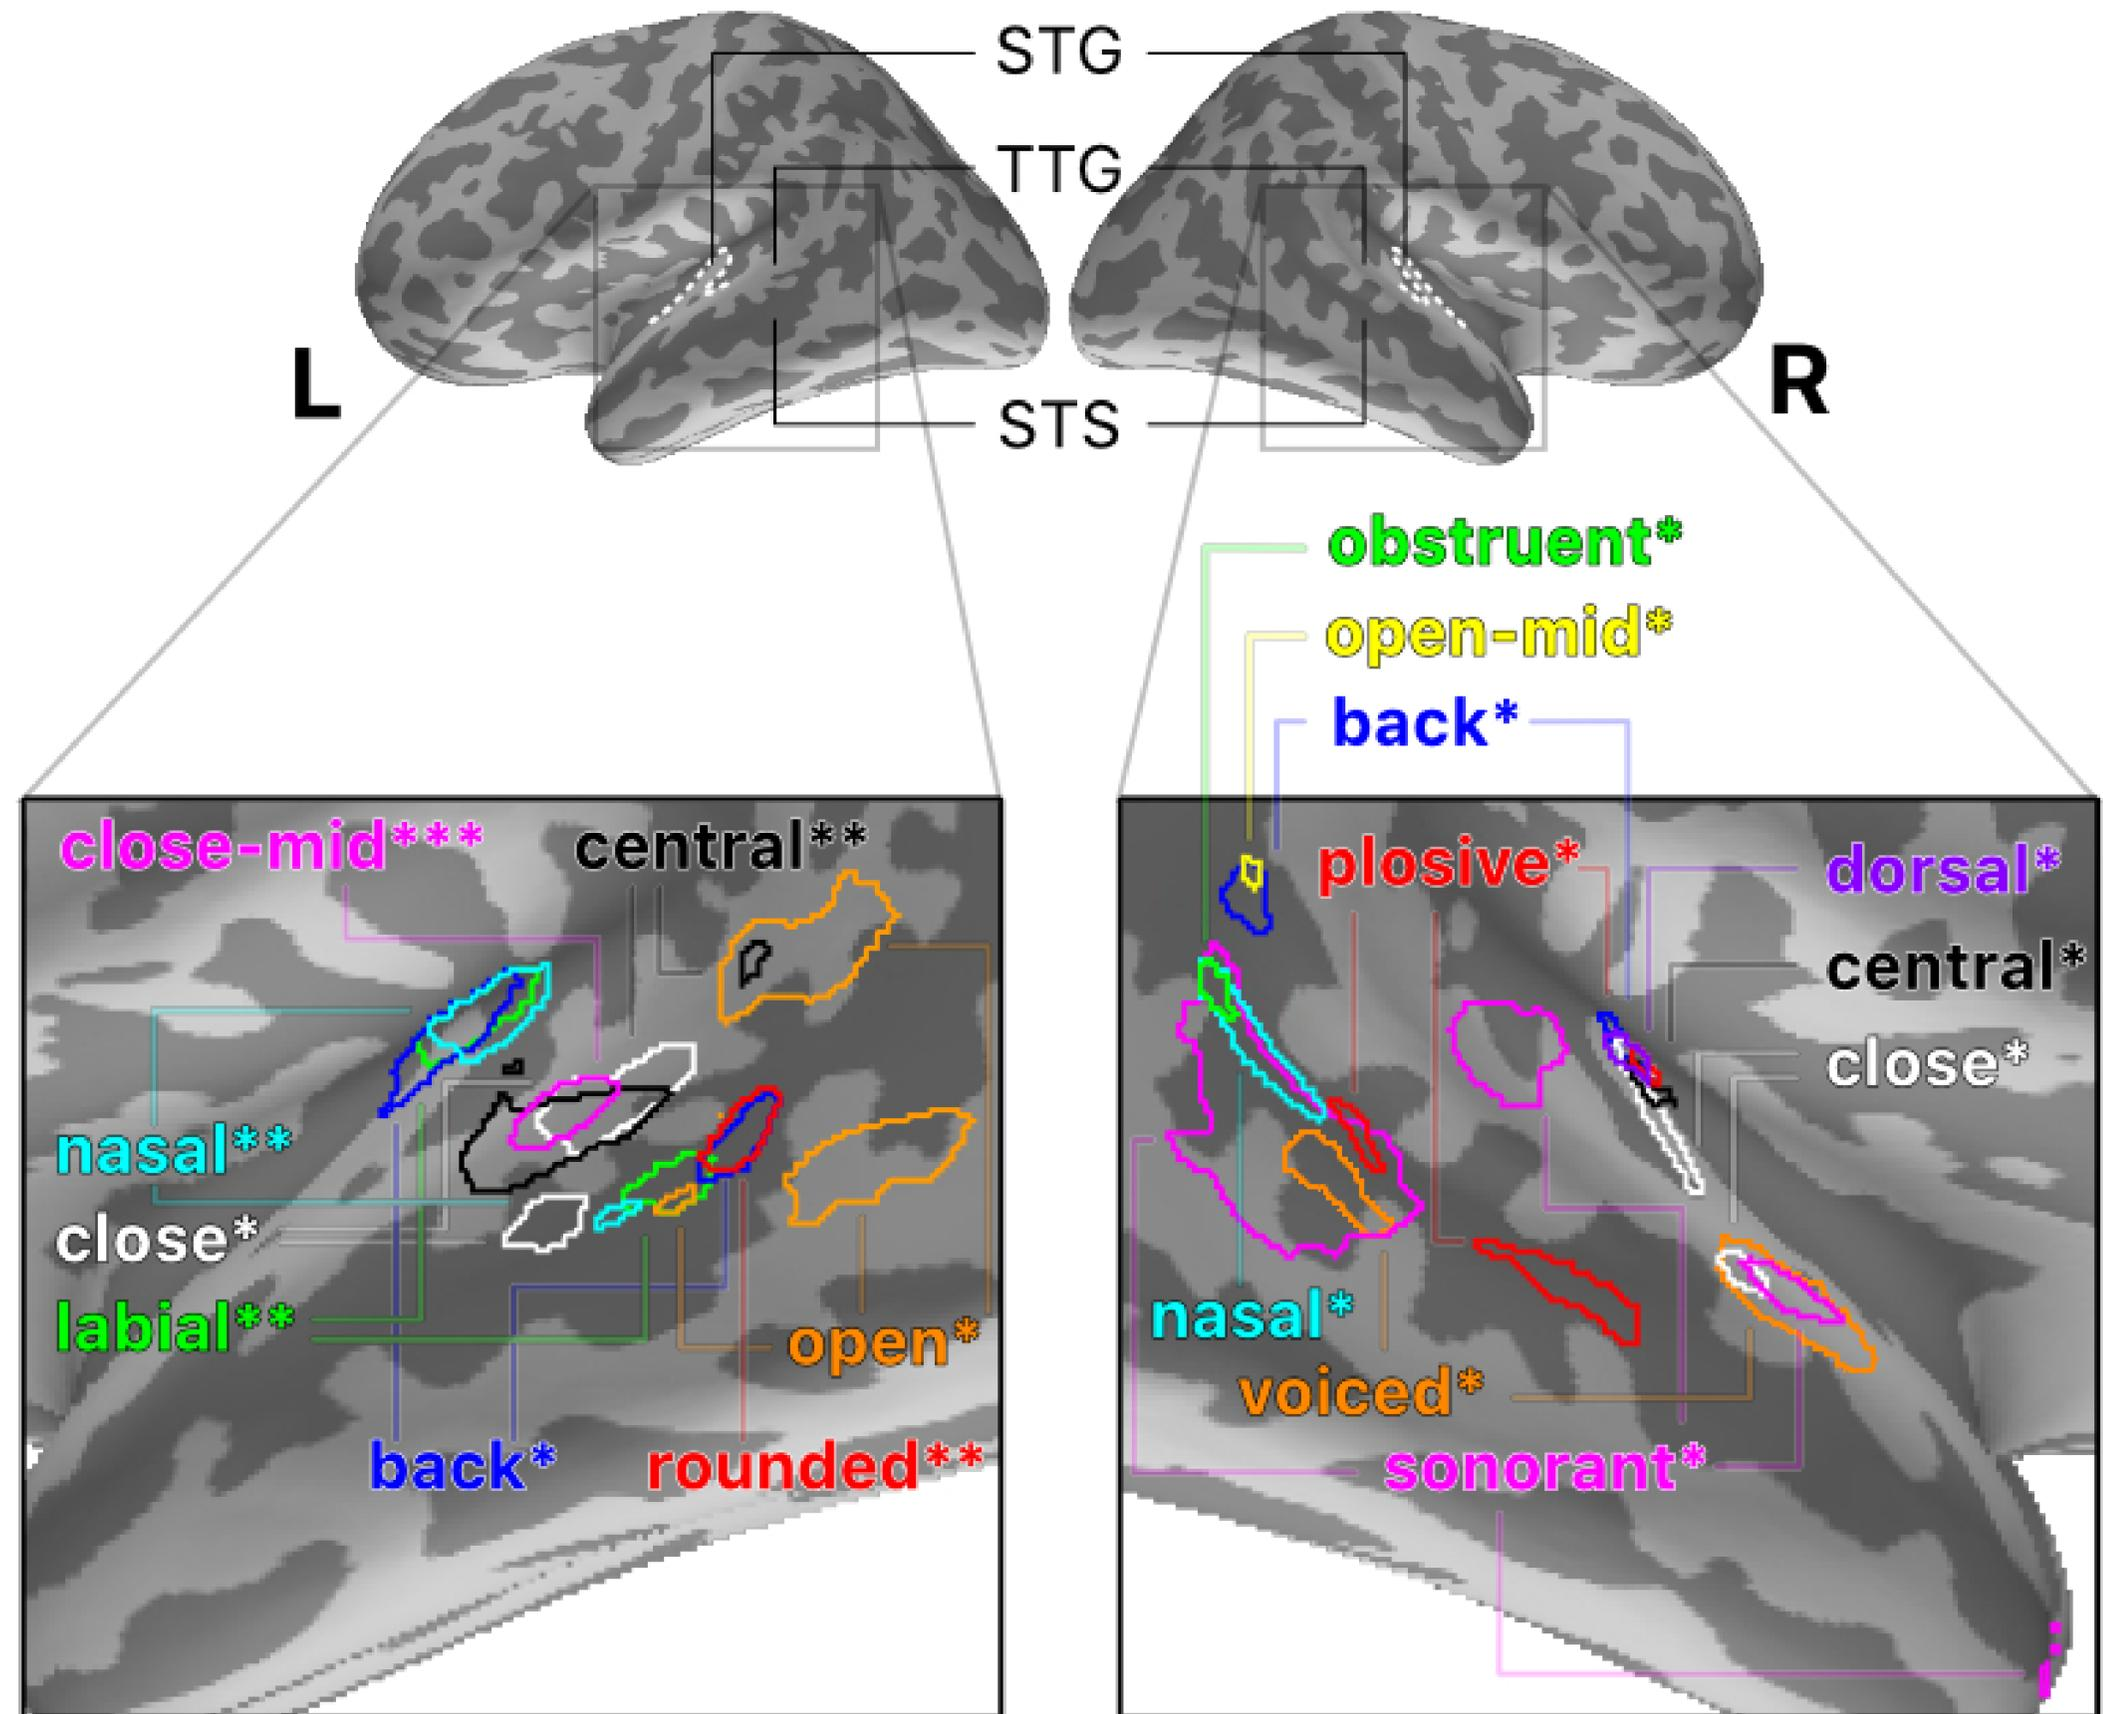 STG
TTG
STS
L
R
obstruent*
open-mid*
back*
close-mid***
central**
nasal**
close*
labial**
open*
back*
rounded**
plosive*
dorsal*
central*
close*
nasal*
voiced*
sonorant*